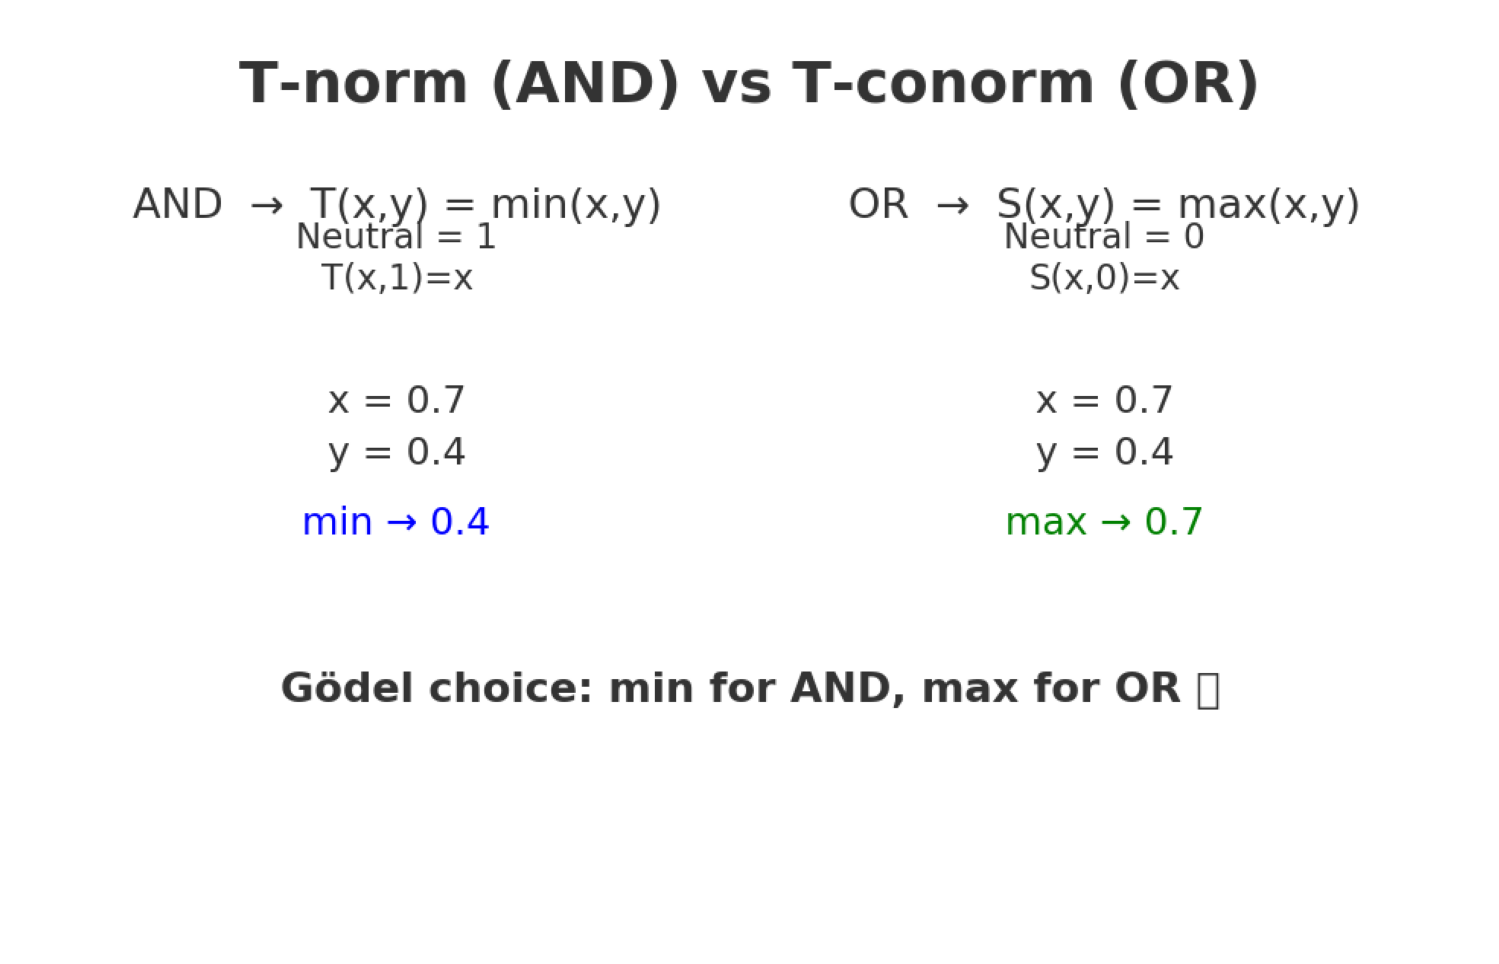 T-norm (AND) vs T-conorm (OR)
AND → T(x,y) = min(x,y)
Neutral = 1
T(x,1)=x
x = 0.7
y = 0.4
min → 0.4
OR → S(x,y) = max(x,y)
Neutral = 0
S(x,0)=x
x = 0.7
y = 0.4
max → 0.7
Gödel choice: min for AND, max for OR